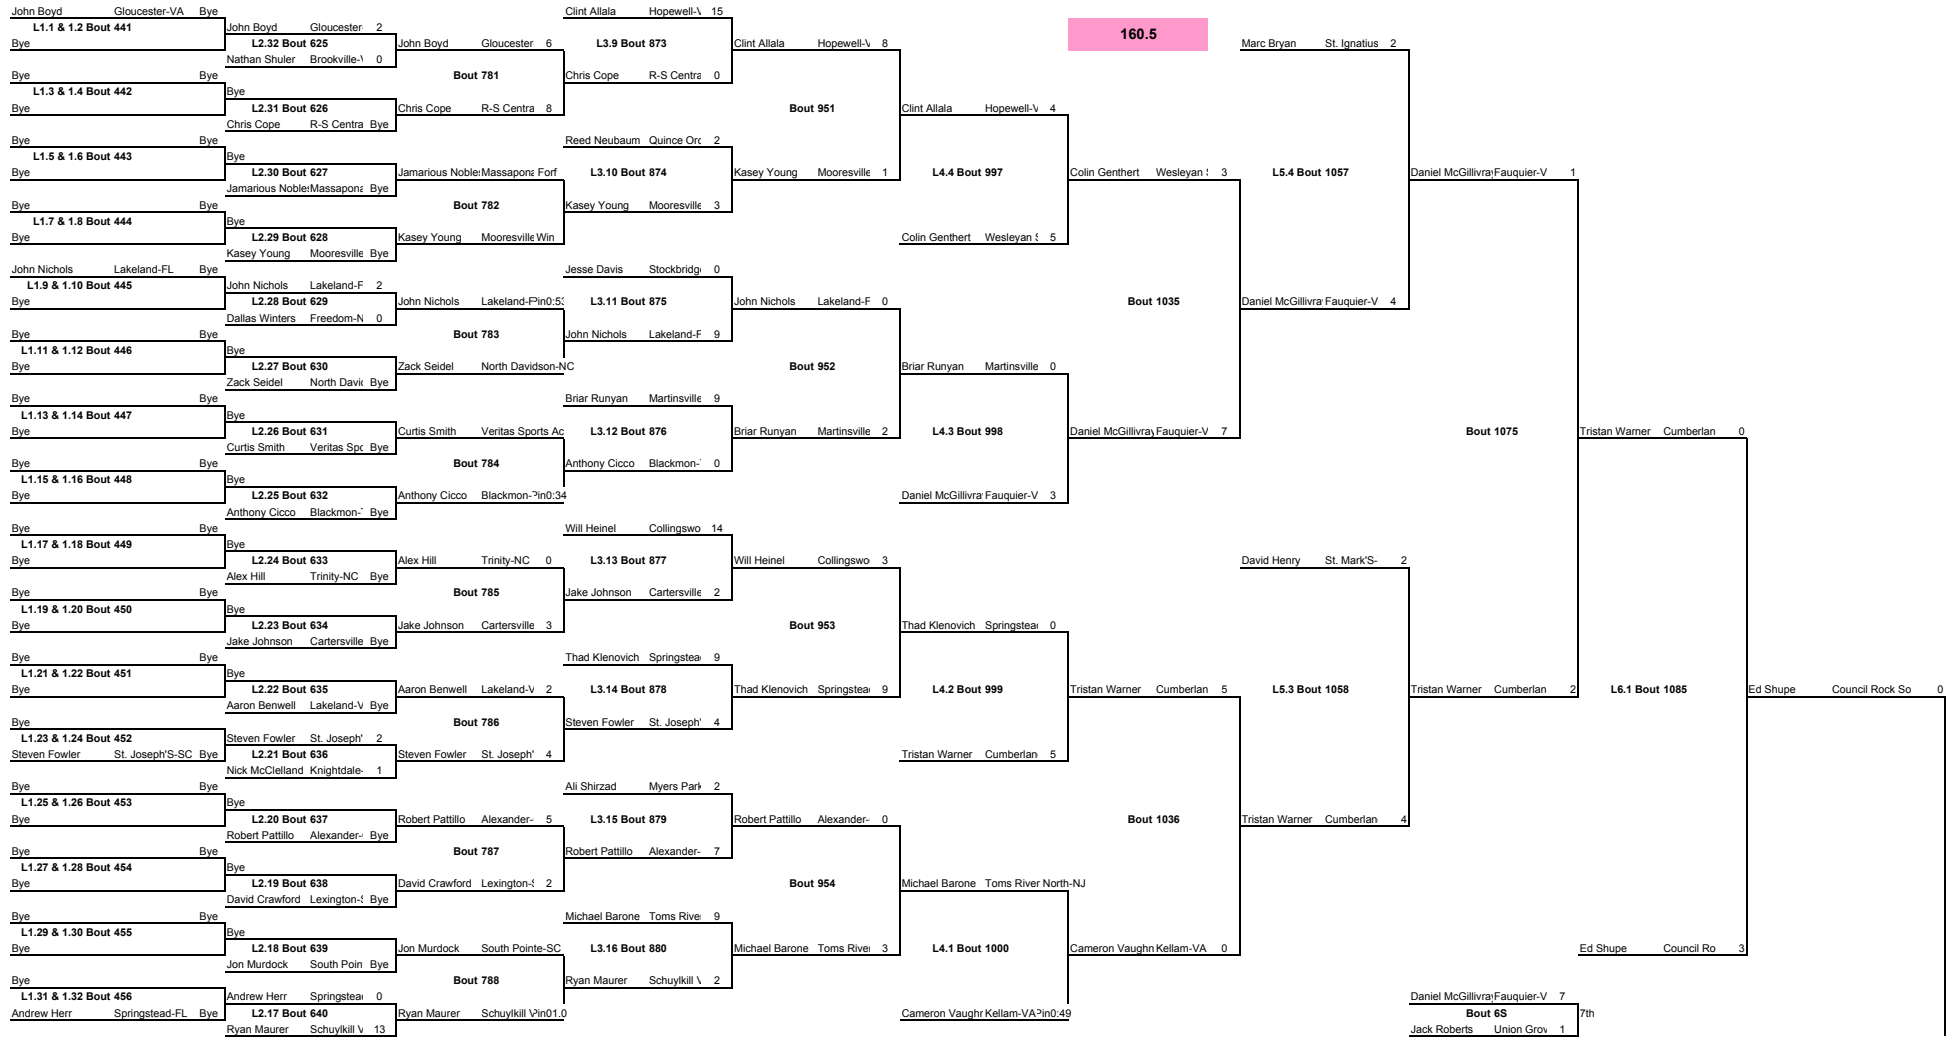 160.5
John Boyd Gloucester-VA Bye
L1.1 & 1.2 Bout 441
Bye
Bye Bye
L1.3 & 1.4 Bout 442
Bye
Bye Bye
L1.5 & 1.6 Bout 443
Bye
Bye Bye
L1.7 & 1.8 Bout 444
Bye
John Nichols Lakeland-FL Bye
L1.9 & 1.10 Bout 445
Bye
Bye Bye
L1.11 & 1.12 Bout 446
Bye
Bye Bye
L1.13 & 1.14 Bout 447
Bye
Bye Bye
L1.15 & 1.16 Bout 448
Bye
Bye Bye
L1.17 & 1.18 Bout 449
Bye
Bye Bye
L1.19 & 1.20 Bout 450
Bye
Bye Bye
L1.21 & 1.22 Bout 451
Bye
Bye Bye
L1.23 & 1.24 Bout 452
Steven Fowler St. Joseph'S-SC Bye
Bye Bye
L1.25 & 1.26 Bout 453
Bye
Bye Bye
L1.27 & 1.28 Bout 454
Bye
Bye Bye
L1.29 & 1.30 Bout 455
Bye
Bye Bye
L1.31 & 1.32 Bout 456
Andrew Herr Springstead-FL Bye
John Boyd Gloucester- 2
L2.32 Bout 625
Nathan Shuler Brookville-\ 0
Bye
L2.31 Bout 626
Chris Cope R-S Centra Bye
Bye
L2.30 Bout 627
Jamarious Noble: Massapona Bye
Bye
L2.29 Bout 628
Kasey Young Mooresville Bye
John Nichols Lakeland-F 2
L2.28 Bout 629
Dallas Winters Freedom-N 0
Bye
L2.27 Bout 630
Zack Seidel North Davic Bye
Bye
L2.26 Bout 631
Curtis Smith Veritas Spc Bye
Bye
L2.25 Bout 632
Anthony Cicco Blackmon-T Bye
Bye
L2.24 Bout 633
Alex Hill Trinity-NC Bye
Bye
L2.23 Bout 634
Jake Johnson Cartersville Bye
Bye
L2.22 Bout 635
Aaron Benwell Lakeland-V Bye
Steven Fowler St. Joseph' 2
L2.21 Bout 636
Nick McClelland Knightdale- 1
Bye
L2.20 Bout 637
Robert Pattillo Alexander-( Bye
Bye
L2.19 Bout 638
David Crawford Lexington-S Bye
Bye
L2.18 Bout 639
Jon Murdock South Poin Bye
Andrew Herr Springstea 0
L2.17 Bout 640
Ryan Maurer Schuylkill V 13
John Boyd Gloucester 6
Bout 781
Chris Cope R-S Centra 8
Jamarious Noble: Massapona Forf
Bout 782
Kasey Young Mooresville Win
John Nichols Lakeland-F Pin0:53
Bout 783
Zack Seidel North Davidson-NC
Curtis Smith Veritas Sports Ac
Bout 784
Anthony Cicco Blackmon- Pin0:34
Alex Hill Trinity-NC 0
Bout 785
Jake Johnson Cartersville 3
Aaron Benwell Lakeland-V 2
Bout 786
Steven Fowler St. Joseph' 4
Robert Pattillo Alexander- 5
Bout 787
David Crawford Lexington-S 2
Jon Murdock South Pointe-SC
Bout 788
Ryan Maurer Schuylkill V Pin01.0
Clint Allala Hopewell-V 15
L3.9 Bout 873
Chris Cope R-S Centra 0
Reed Neubaum Quince Orc 2
L3.10 Bout 874
Kasey Young Mooresville 3
Jesse Davis Stockbridge 0
L3.11 Bout 875
John Nichols Lakeland-F 9
Briar Runyan Martinsville 9
L3.12 Bout 876
Anthony Cicco Blackmon-T 0
Will Heinel Collingswo 14
L3.13 Bout 877
Jake Johnson Cartersville 2
Thad Klenovich Springstea 9
L3.14 Bout 878
Steven Fowler St. Joseph' 4
Ali Shirzad Myers Park 2
L3.15 Bout 879
Robert Pattillo Alexander- 7
Michael Barone Toms River 9
L3.16 Bout 880
Ryan Maurer Schuylkill V 2
Clint Allala Hopewell-V 8
Bout 951
Kasey Young Mooresville 1
John Nichols Lakeland-F 0
Bout 952
Briar Runyan Martinsville 2
Will Heinel Collingswo 3
Bout 953
Thad Klenovich Springstea 9
Robert Pattillo Alexander- 0
Bout 954
Michael Barone Toms River 3
Clint Allala Hopewell-V 4
L4.4 Bout 997
Colin Genthert Wesleyan S 5
Briar Runyan Martinsville 0
L4.3 Bout 998
Daniel McGillivra Fauquier-V 3
Thad Klenovich Springstea 0
L4.2 Bout 999
Tristan Warner Cumberlan 5
Michael Barone Toms River North-NJ
L4.1 Bout 1000
Cameron Vaughn Kellam-VA Pin0:49
Colin Genthert Wesleyan S 3
Bout 1035
Daniel McGillivray Fauquier-V 7
Tristan Warner Cumberlan 5
Bout 1036
Cameron Vaughn Kellam-VA 0
Marc Bryan St. Ignatius 2
L5.4 Bout 1057
Daniel McGillivra Fauquier-V 4
David Henry St. Mark'S- 2
L5.3 Bout 1058
Tristan Warner Cumberlan 4
Daniel McGillivray Fauquier-V 1
Bout 1075
Tristan Warner Cumberlan 2
Daniel McGillivray Fauquier-V 7
Bout 6S
Jack Roberts Union Grov 1
7th
Tristan Warner Cumberlan 0
L6.1 Bout 1085
Ed Shupe Council Ro 3
Ed Shupe Council Rock So 0